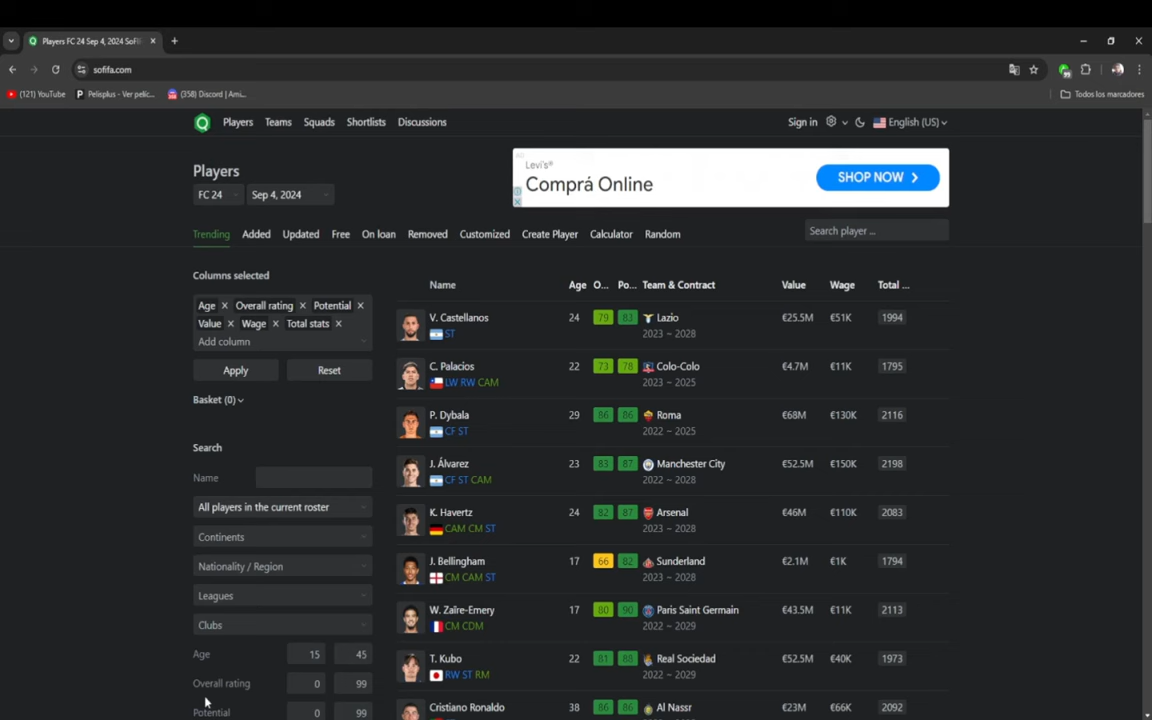 Players FC 24 Sep 4, 2024 SoFI
sofifa.com
(121) YouTube
Pelisplus - Ver pelíc...
(358) Discord | Ami...
Todos los marcadores
Players Teams Squads Shortlists Discussions
Sign in
English (US)
Players
FC 24 Sep 4, 2024
Levi's®
Comprá Online
SHOP NOW
Trending Added Updated Free On loan Removed Customized Create Player Calculator Random
Search player ...
Columns selected
Age × Overall rating × Potential ×
Value × Wage × Total stats ×
Add column
Apply Reset
Basket (0)
Search
Name
All players in the current roster
Continents
Nationality / Region
Leagues
Clubs
Age 15 45
Overall rating 0 99
Potential 0 99
Name Age O... Po... Team & Contract Value Wage Total ...
V. Castellanos 24 79 83 Lazio €25.5M €51K 1994
ST 2023 ~ 2028
C. Palacios 22 73 78 Colo-Colo €4.7M €11K 1795
LW RW CAM 2023 ~ 2025
P. Dybala 29 86 86 Roma €68M €130K 2116
CF ST 2022 ~ 2025
J. Álvarez 23 83 87 Manchester City €52.5M €150K 2198
CF ST CAM 2022 ~ 2028
K. Havertz 24 82 87 Arsenal €46M €110K 2083
CAM CM ST 2023 ~ 2028
J. Bellingham 17 66 82 Sunderland €2.1M €1K 1794
CM CAM ST 2023 ~ 2028
W. Zaïre-Emery 17 80 90 Paris Saint Germain €43.5M €11K 2113
CM CDM 2022 ~ 2029
T. Kubo 22 81 88 Real Sociedad €52.5M €40K 1973
RW ST RM 2022 ~ 2029
Cristiano Ronaldo 38 86 86 Al Nassr €23M €66K 2092